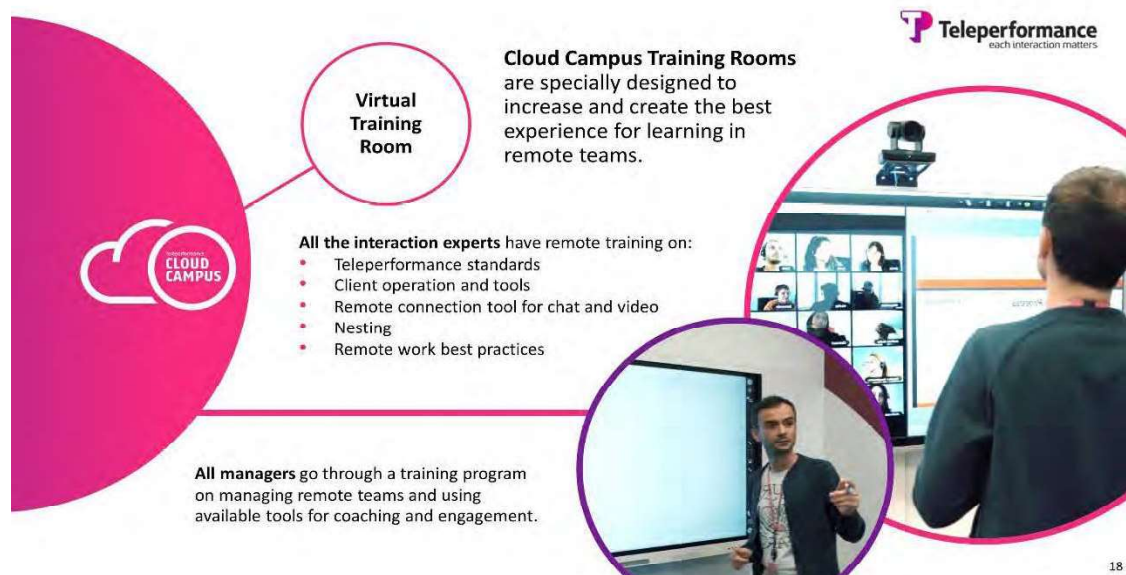 Teleperformance
each interaction matters
Virtual
Training
Room
Cloud Campus Training Rooms
are specially designed to
increase and create the best
experience for learning in
remote teams.
Teleperformance
CLOUD
CAMPUS
All the interaction experts have remote training on:
• Teleperformance standards
• Client operation and tools
• Remote connection tool for chat and video
• Nesting
• Remote work best practices
All managers go through a training program
on managing remote teams and using
available tools for coaching and engagement.
18